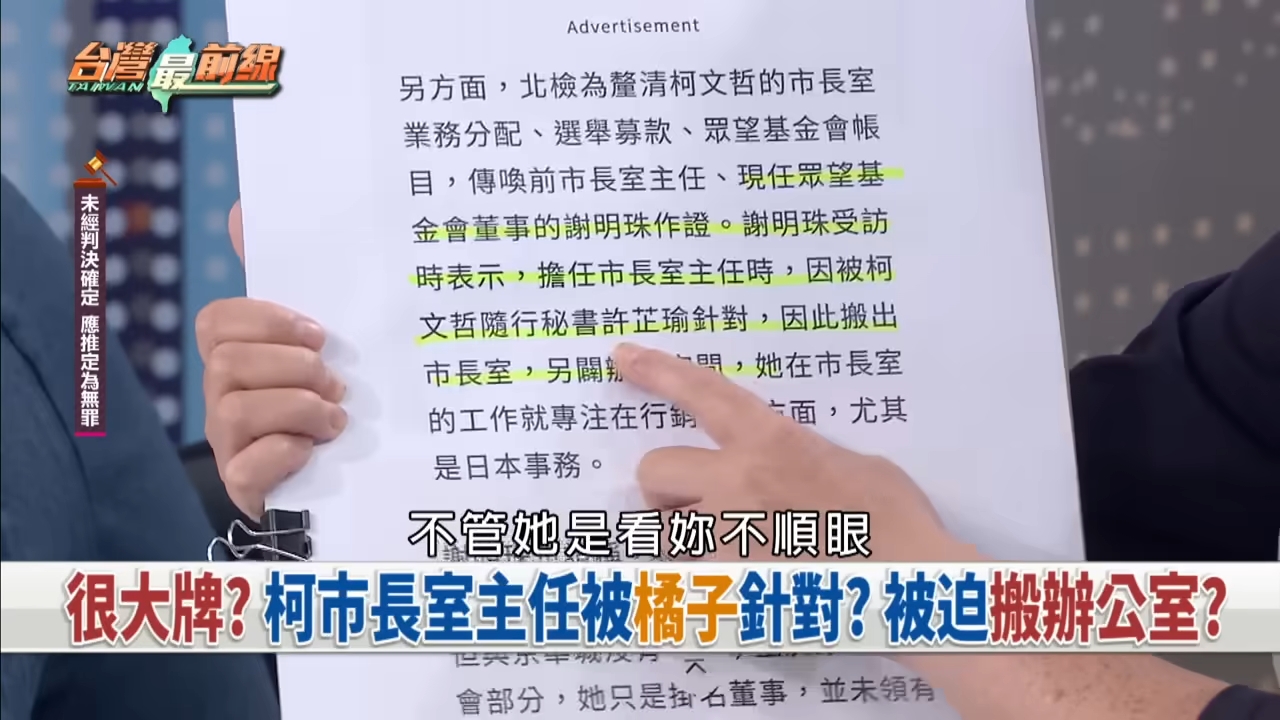 Advertisement
台灣最前線
TAIWAN
未經判決確定 應推定為無罪
另方面，北檢為釐清柯文哲的市長室
業務分配、選舉募款、眾望基金會帳
目，傳喚前市長室主任、現任眾望基
金會董事的謝明珠作證。謝明珠受訪
時表示，擔任市長室主任時，因被柯
文哲隨行秘書許芷瑜針對，因此搬出
市長室，另闢辦 間，她在市長室
的工作就專注在行銷 方面，尤其
是日本事務。
不管她是看妳不順眼
很大牌?柯市長室主任被橘子針對?被迫搬辦公室?
會部分，她只是掛名董事，並未領有